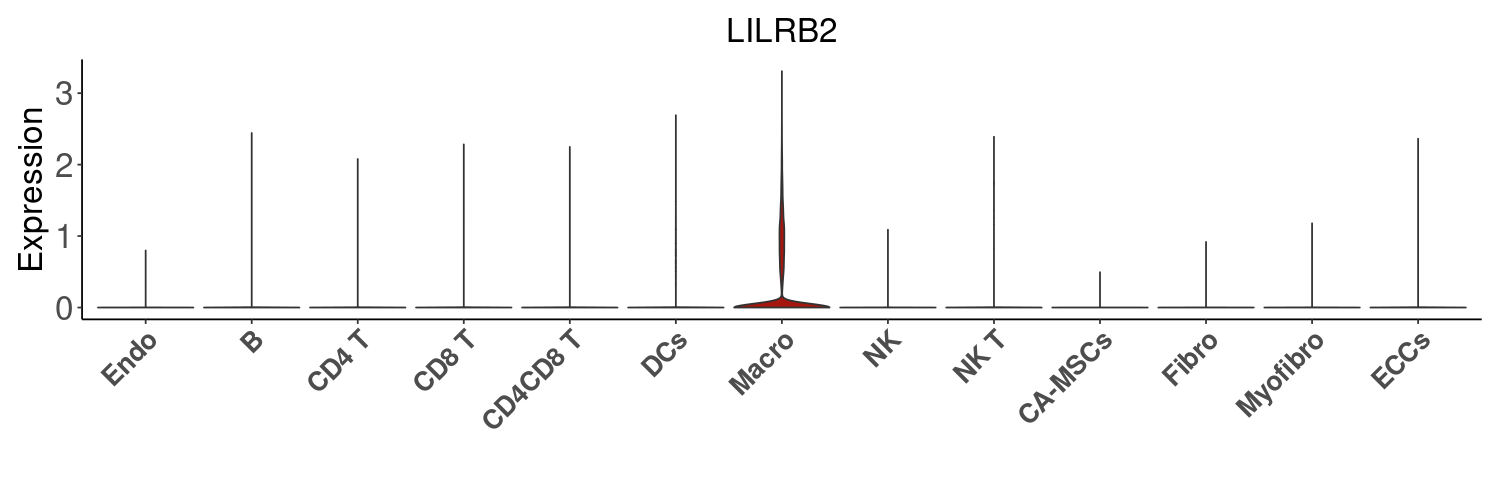 LILRB2
Expression
3
2
1
0
Endo
B
CD4 T
CD8 T
CD4CD8 T
DCs
Macro
NK
NK T
CA-MSCs
Fibro
Myofibro
ECCs